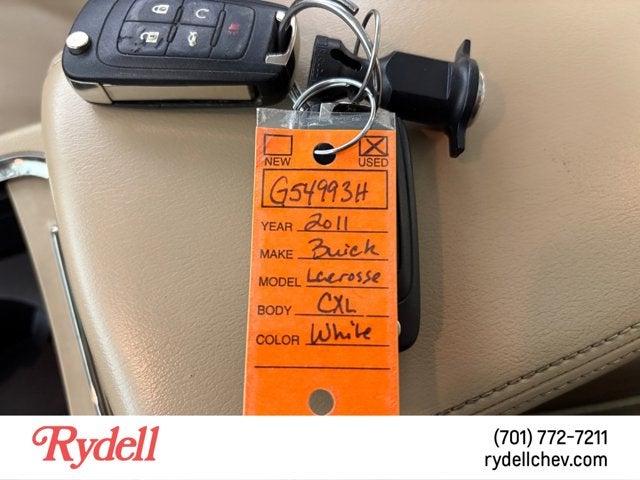 NEW USED
G54993H
YEAR 2011
MAKE Buick
MODEL Lacrosse
BODY CXL
COLOR White
Rydell
(701) 772-7211
rydellchev.com